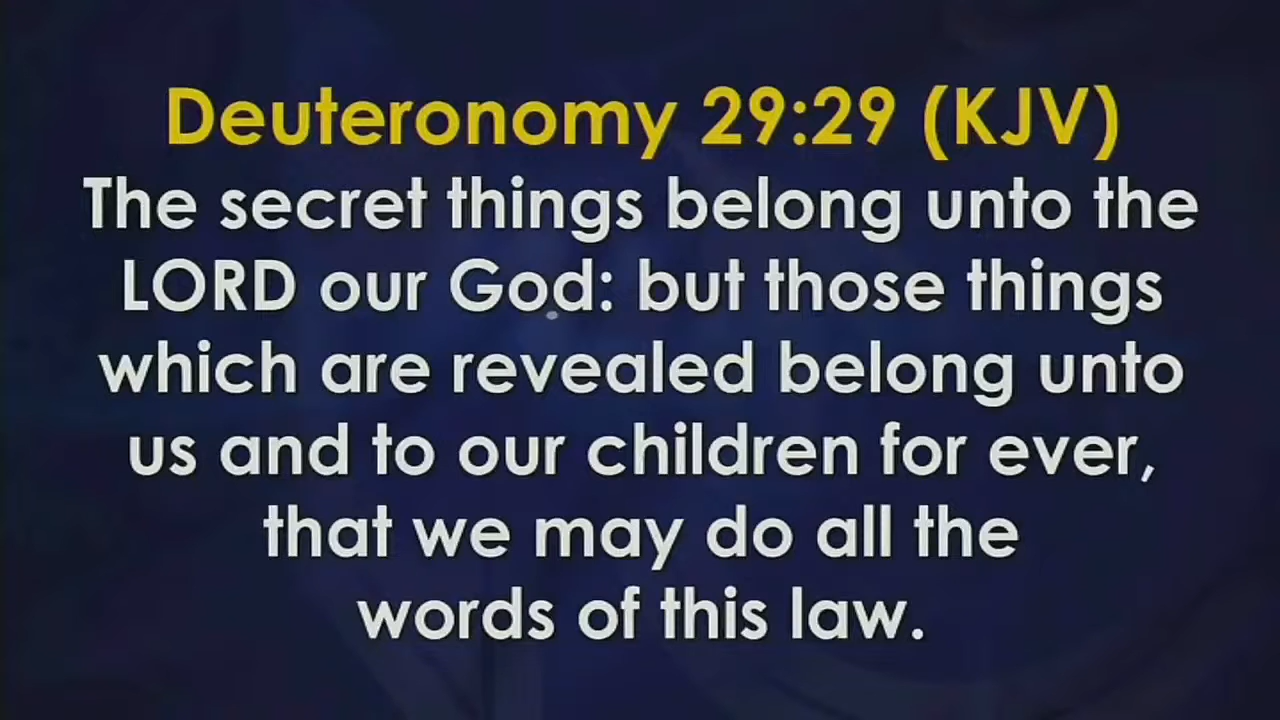 Deuteronomy 29:29 (KJV)
The secret things belong unto the
LORD our God: but those things
which are revealed belong unto
us and to our children for ever,
that we may do all the
words of this law.